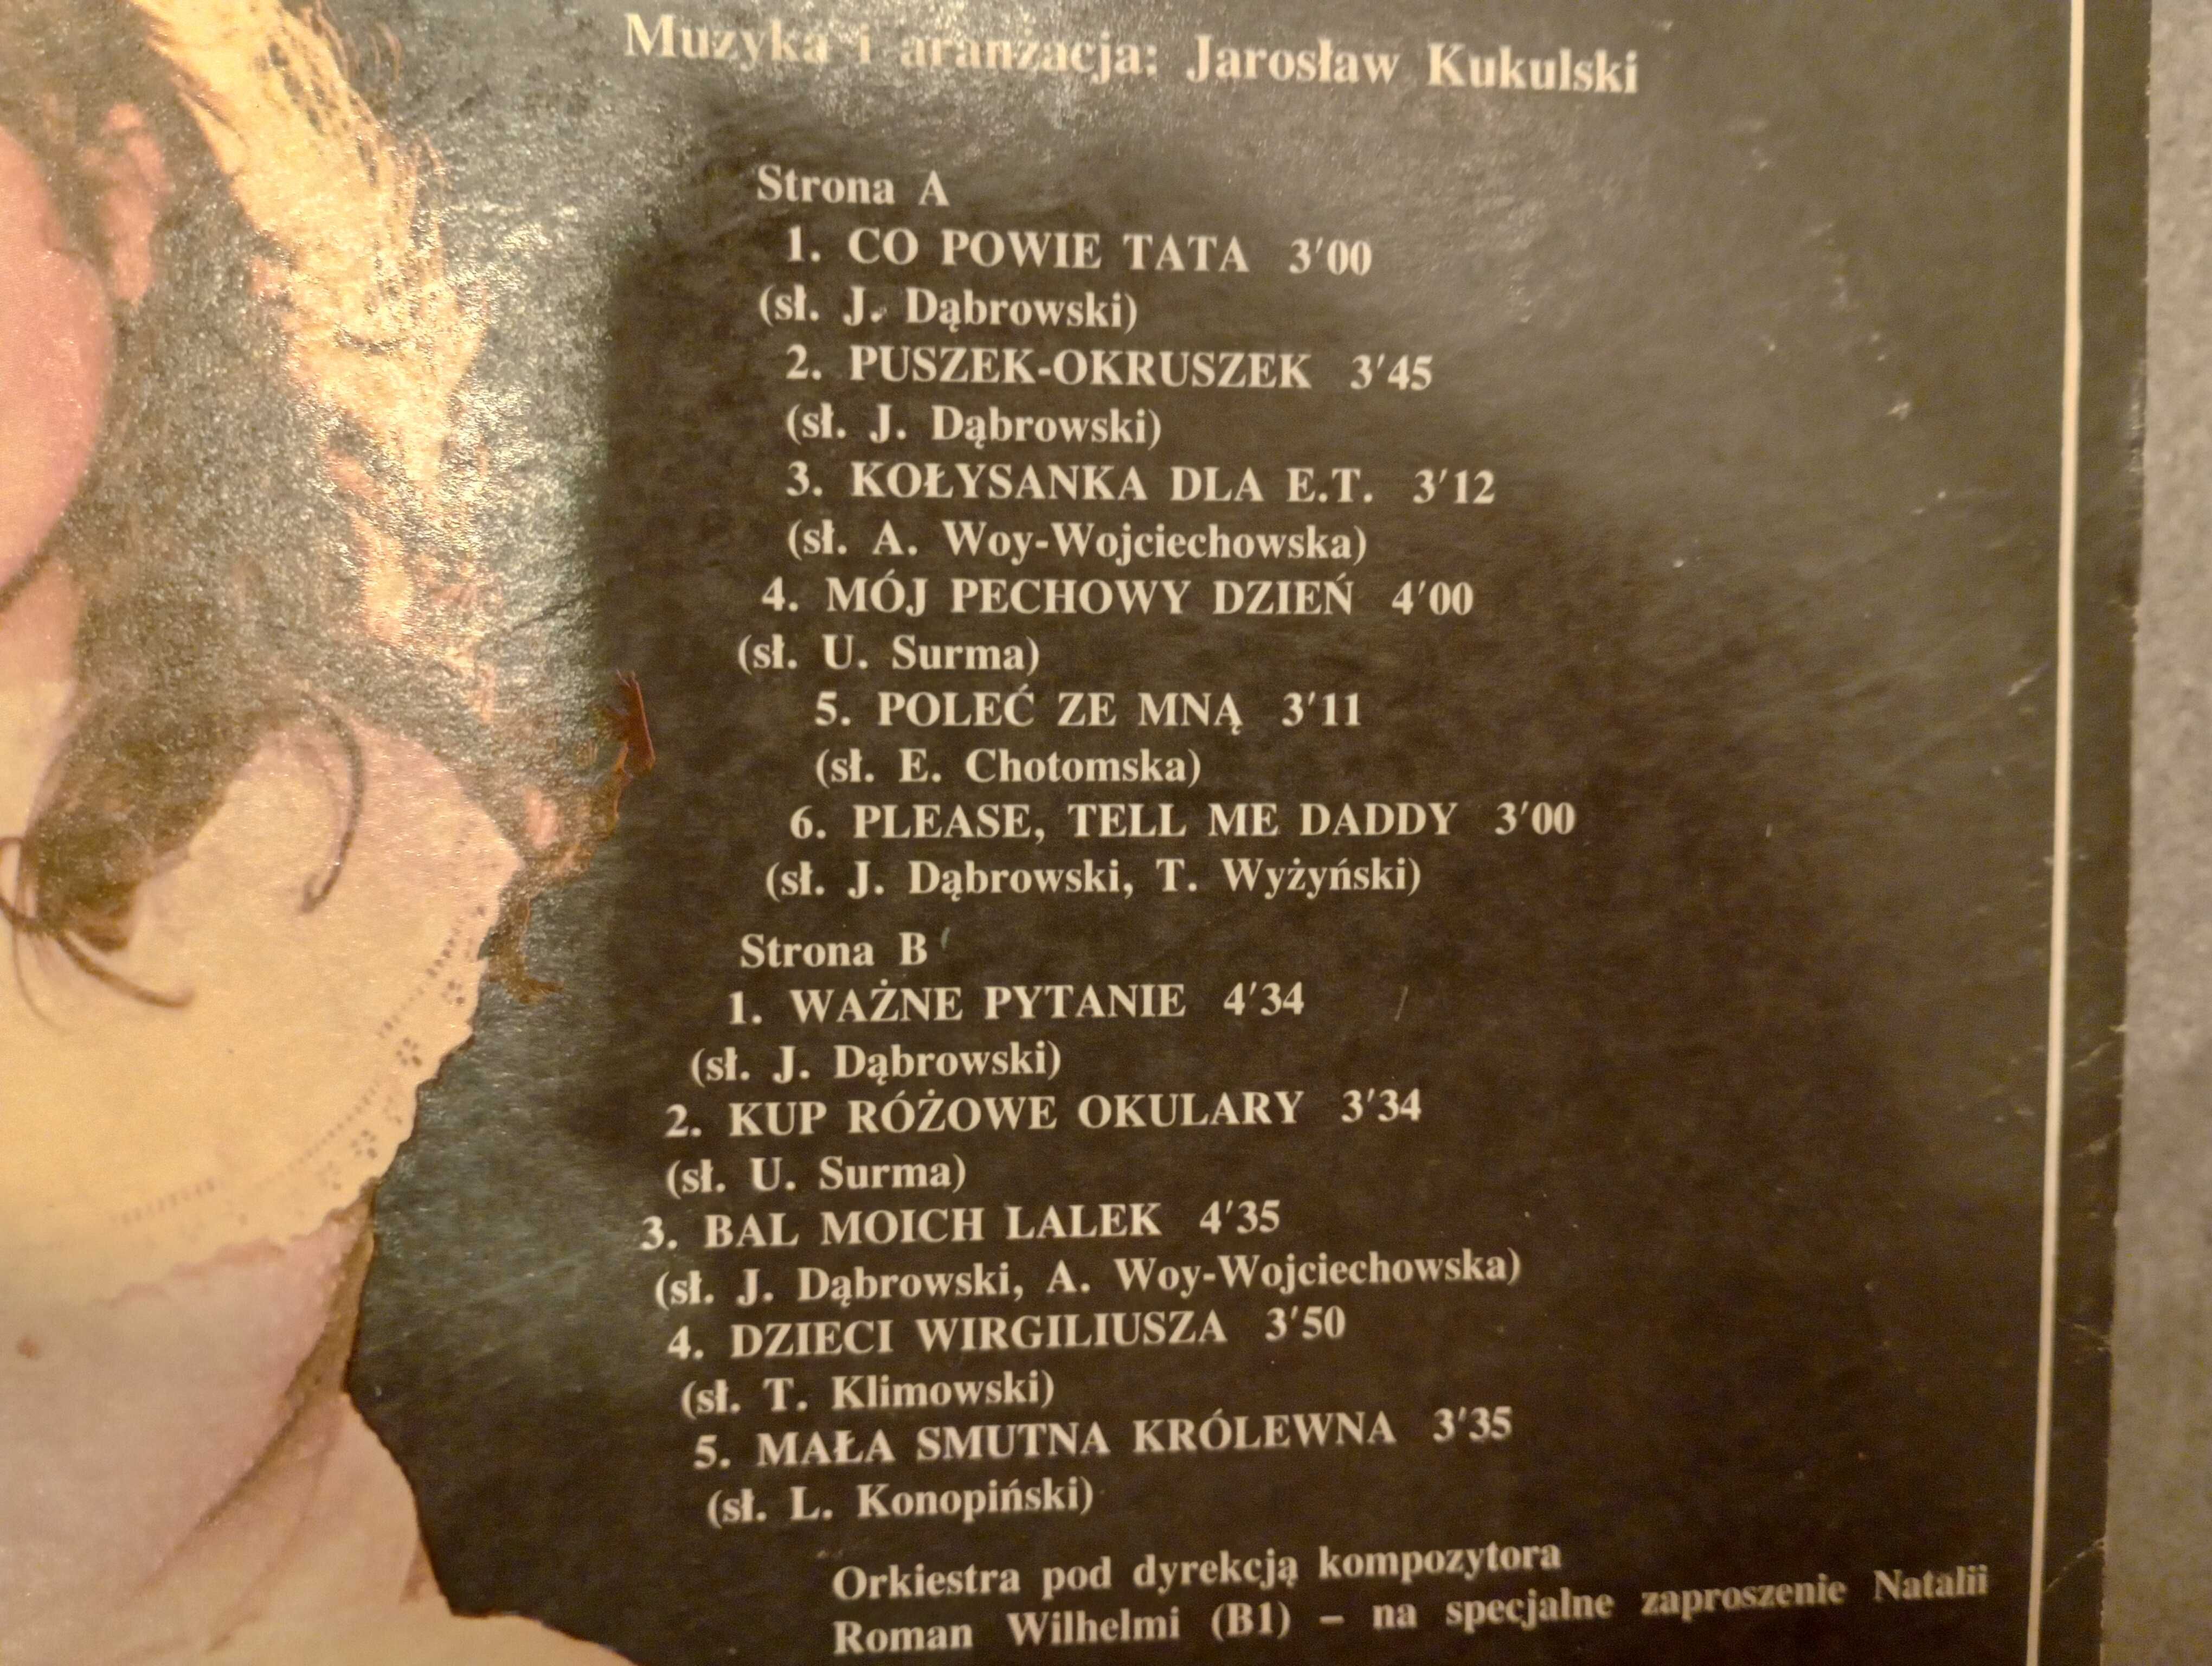 Muzyka i aranżacja: Jarosław Kukulski
Strona A
1. CO POWIE TATA 3'00
(sł. J. Dąbrowski)
2. PUSZEK-OKRUSZEK 3'45
(sł. J. Dąbrowski)
3. KOŁYSANKA DLA E.T. 3'12
(sł. A. Woy-Wojciechowska)
4. MÓJ PECHOWY DZIEŃ 4'00
(sł. U. Surma)
5. POLEĆ ZE MNĄ 3'11
(sł. E. Chotomska)
6. PLEASE, TELL ME DADDY 3'00
(sł. J. Dąbrowski, T. Wyżyński)
Strona B
1. WAŻNE PYTANIE 4'34
(sł. J. Dąbrowski)
2. KUP RÓŻOWE OKULARY 3'34
(sł. U. Surma)
3. BAL MOICH LALEK 4'35
(sł. J. Dąbrowski, A. Woy-Wojciechowska)
4. DZIECI WIRGILIUSZA 3'50
(sł. T. Klimowski)
5. MAŁA SMUTNA KRÓLEWNA 3'35
(sł. L. Konopiński)
Orkiestra pod dyrekcją kompozytora
Roman Wilhelmi (B1) – na specjalne zaproszenie Natalii